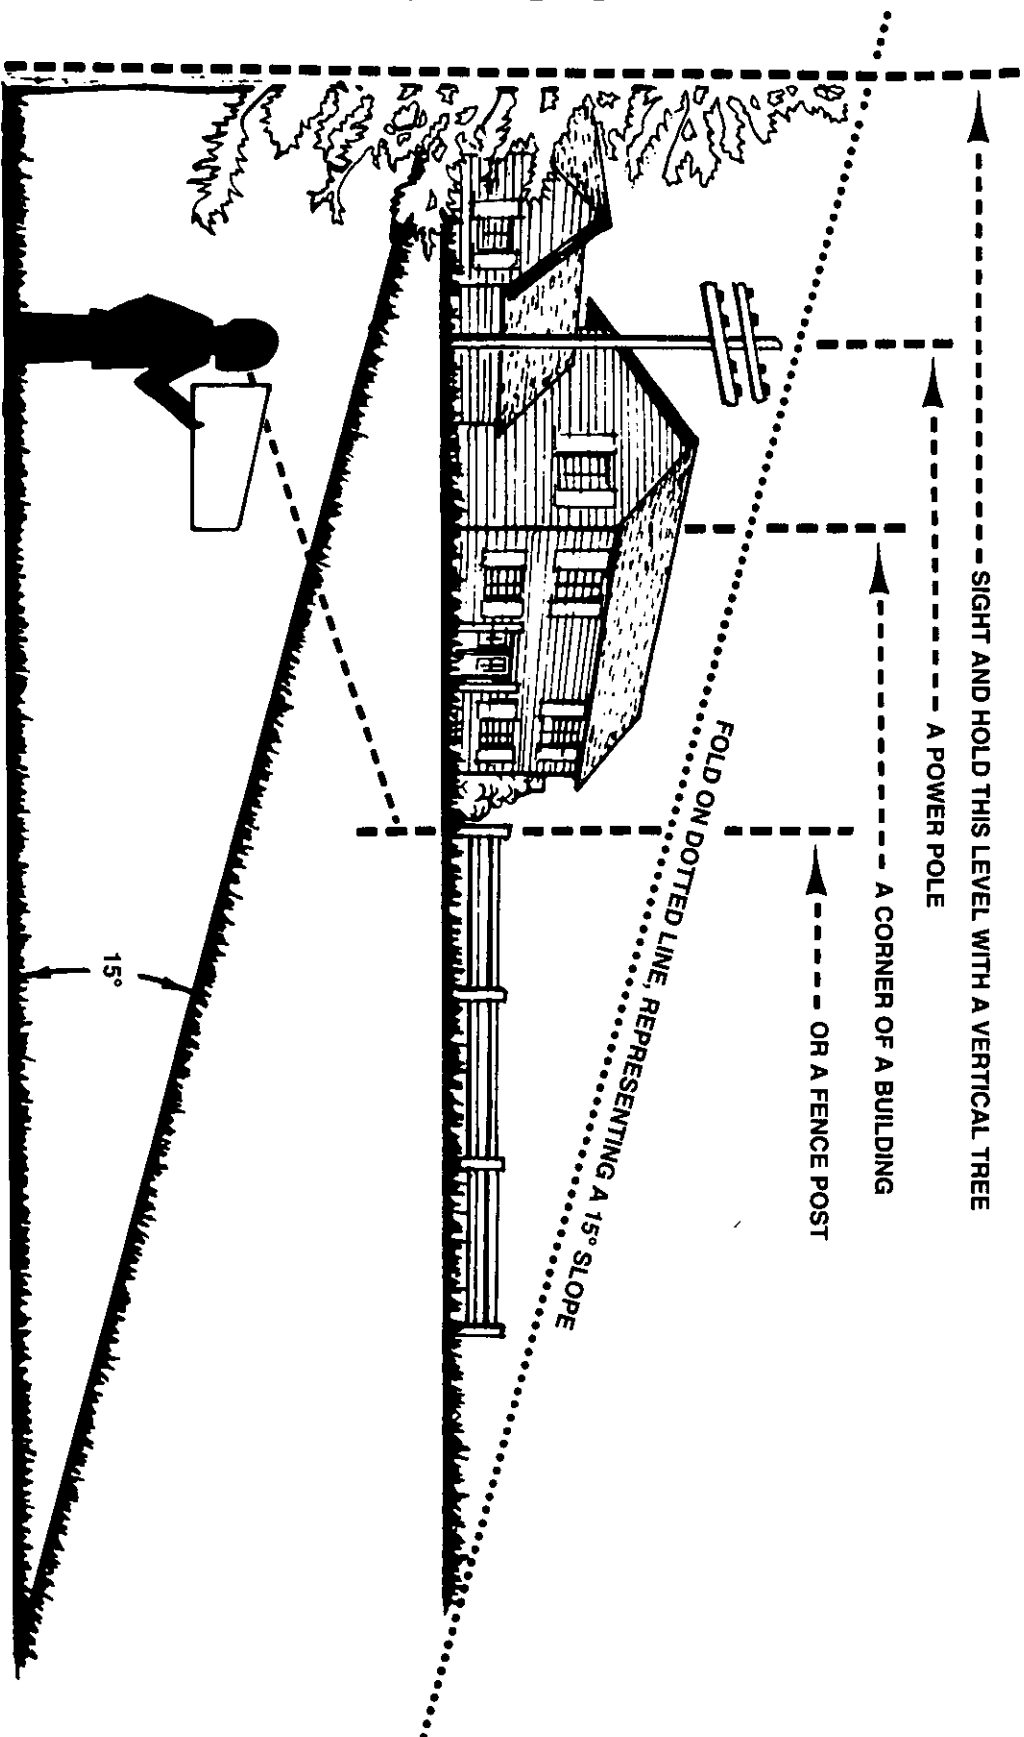 SIGHT AND HOLD THIS LEVEL WITH A VERTICAL TREE
A POWER POLE
A CORNER OF A BUILDING
OR A FENCE POST
FOLD ON DOTTED LINE, REPRESENTING A 15° SLOPE
15°